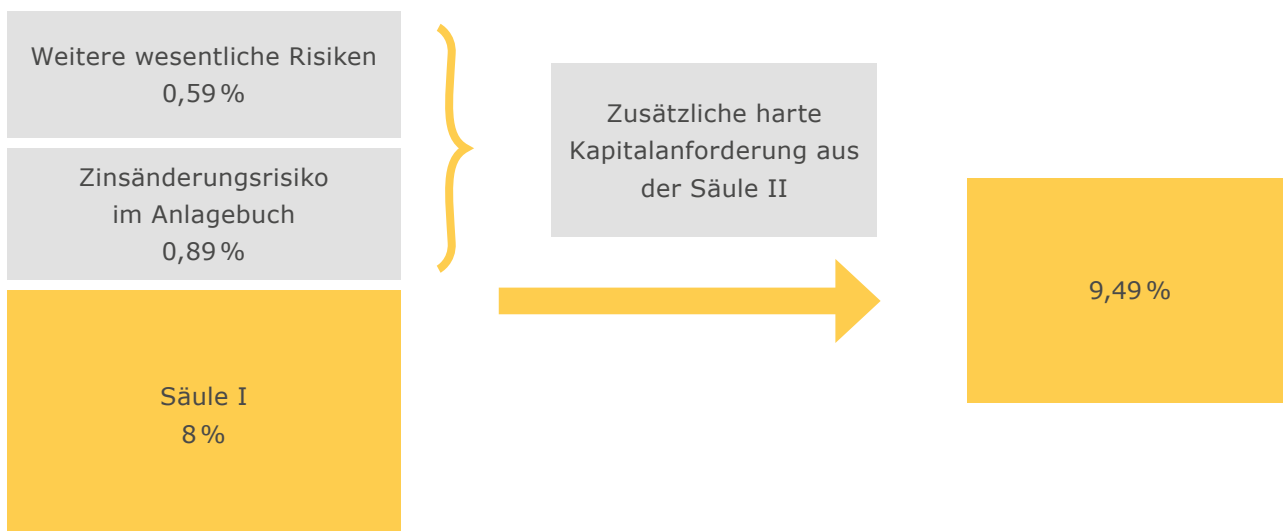 Weitere wesentliche Risiken
0,59 %
Zinsänderungsrisiko
im Anlagebuch
0,89 %
Säule I
8 %
Zusätzliche harte
Kapitalanforderung aus
der Säule II
9,49 %